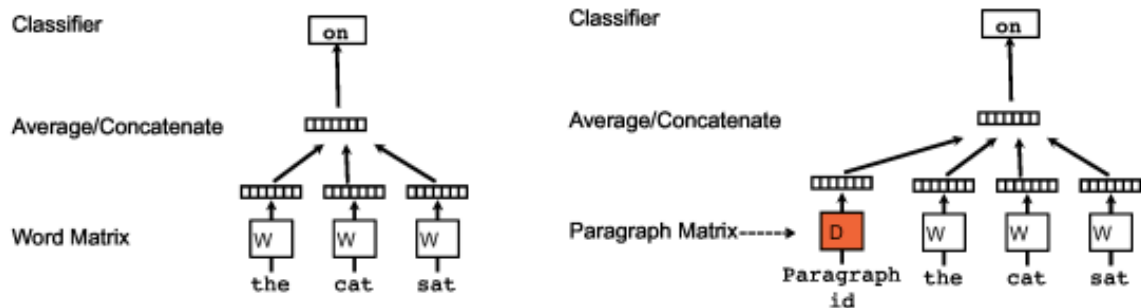 Classifier
on
Average/Concatenate
Word Matrix
W W W
the cat sat
Classifier
on
Average/Concatenate
Paragraph Matrix
D W W W
Paragraph the cat sat
id